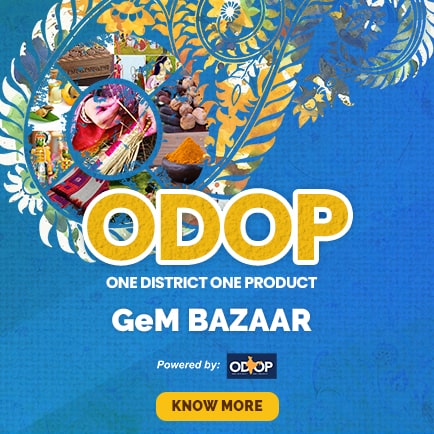 ODOP
ONE DISTRICT ONE PRODUCT
GeM BAZAAR
Powered by: ODOP
KNOW MORE